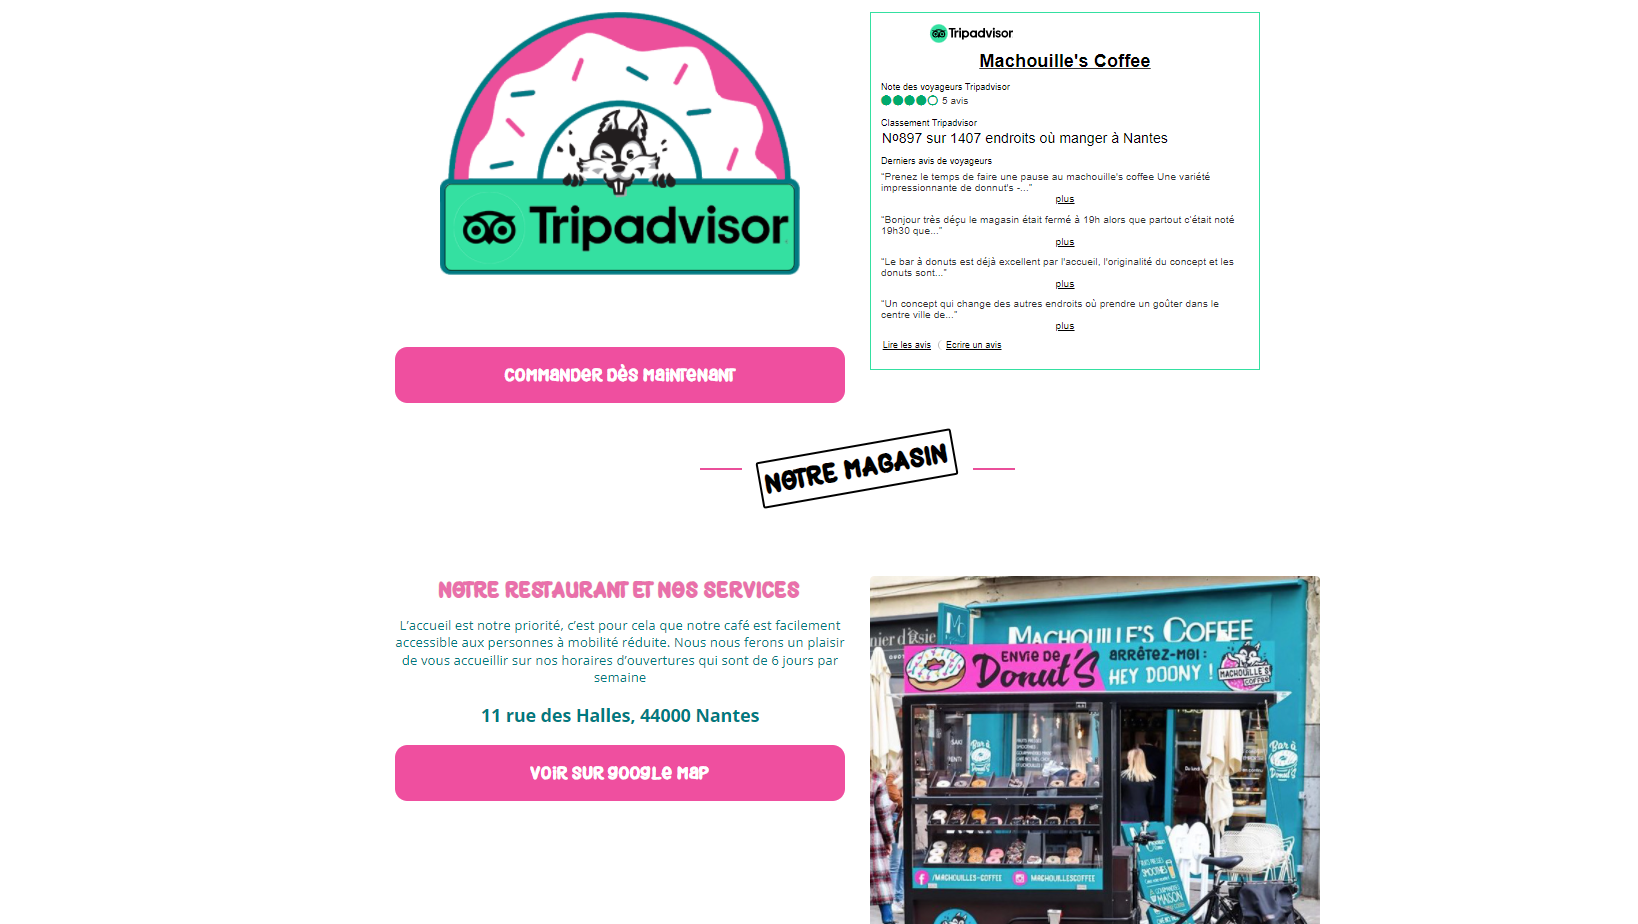 Tripadvisor
COMMANDER DÈS MAINTENANT
Tripadvisor
Machouille's Coffee
Note des voyageurs Tripadvisor
5 avis
Classement Tripadvisor
N°897 sur 1407 endroits où manger à Nantes
Derniers avis de voyageurs
“Prenez le temps de faire une pause au machouille's coffee Une variété
impressionnante de donnut's -...”
plus
“Bonjour très déçu le magasin était fermé à 19h alors que partout c'était noté
19h30 que...”
plus
“Le bar à donuts est déjà excellent par l'accueil, l'originalité du concept et les
donuts sont...”
plus
“Un concept qui change des autres endroits où prendre un goûter dans le
centre ville de...”
plus
Lire les avis
Ecrire un avis
NOTRE MAGASIN
NOTRE RESTAURANT ET NOS SERVICES
L’accueil est notre priorité, c’est pour cela que notre café est facilement
accessible aux personnes à mobilité réduite. Nous nous ferons un plaisir
de vous accueillir sur nos horaires d’ouvertures qui sont de 6 jours par
semaine
11 rue des Halles, 44000 Nantes
VOIR SUR GOOGLE MAP
MC
MACHOUILLE'S COFFEE
ENVIE DE
DONUT'S
ARRÊTEZ-MOI :
HEY DOONY !
MACHOUILLE'S
COFFEE
Bar à
Donut's
Bar à
Donut's
/MACHOUILLES-COFFEE
MACHOUILLESCOFFEE
MAISON